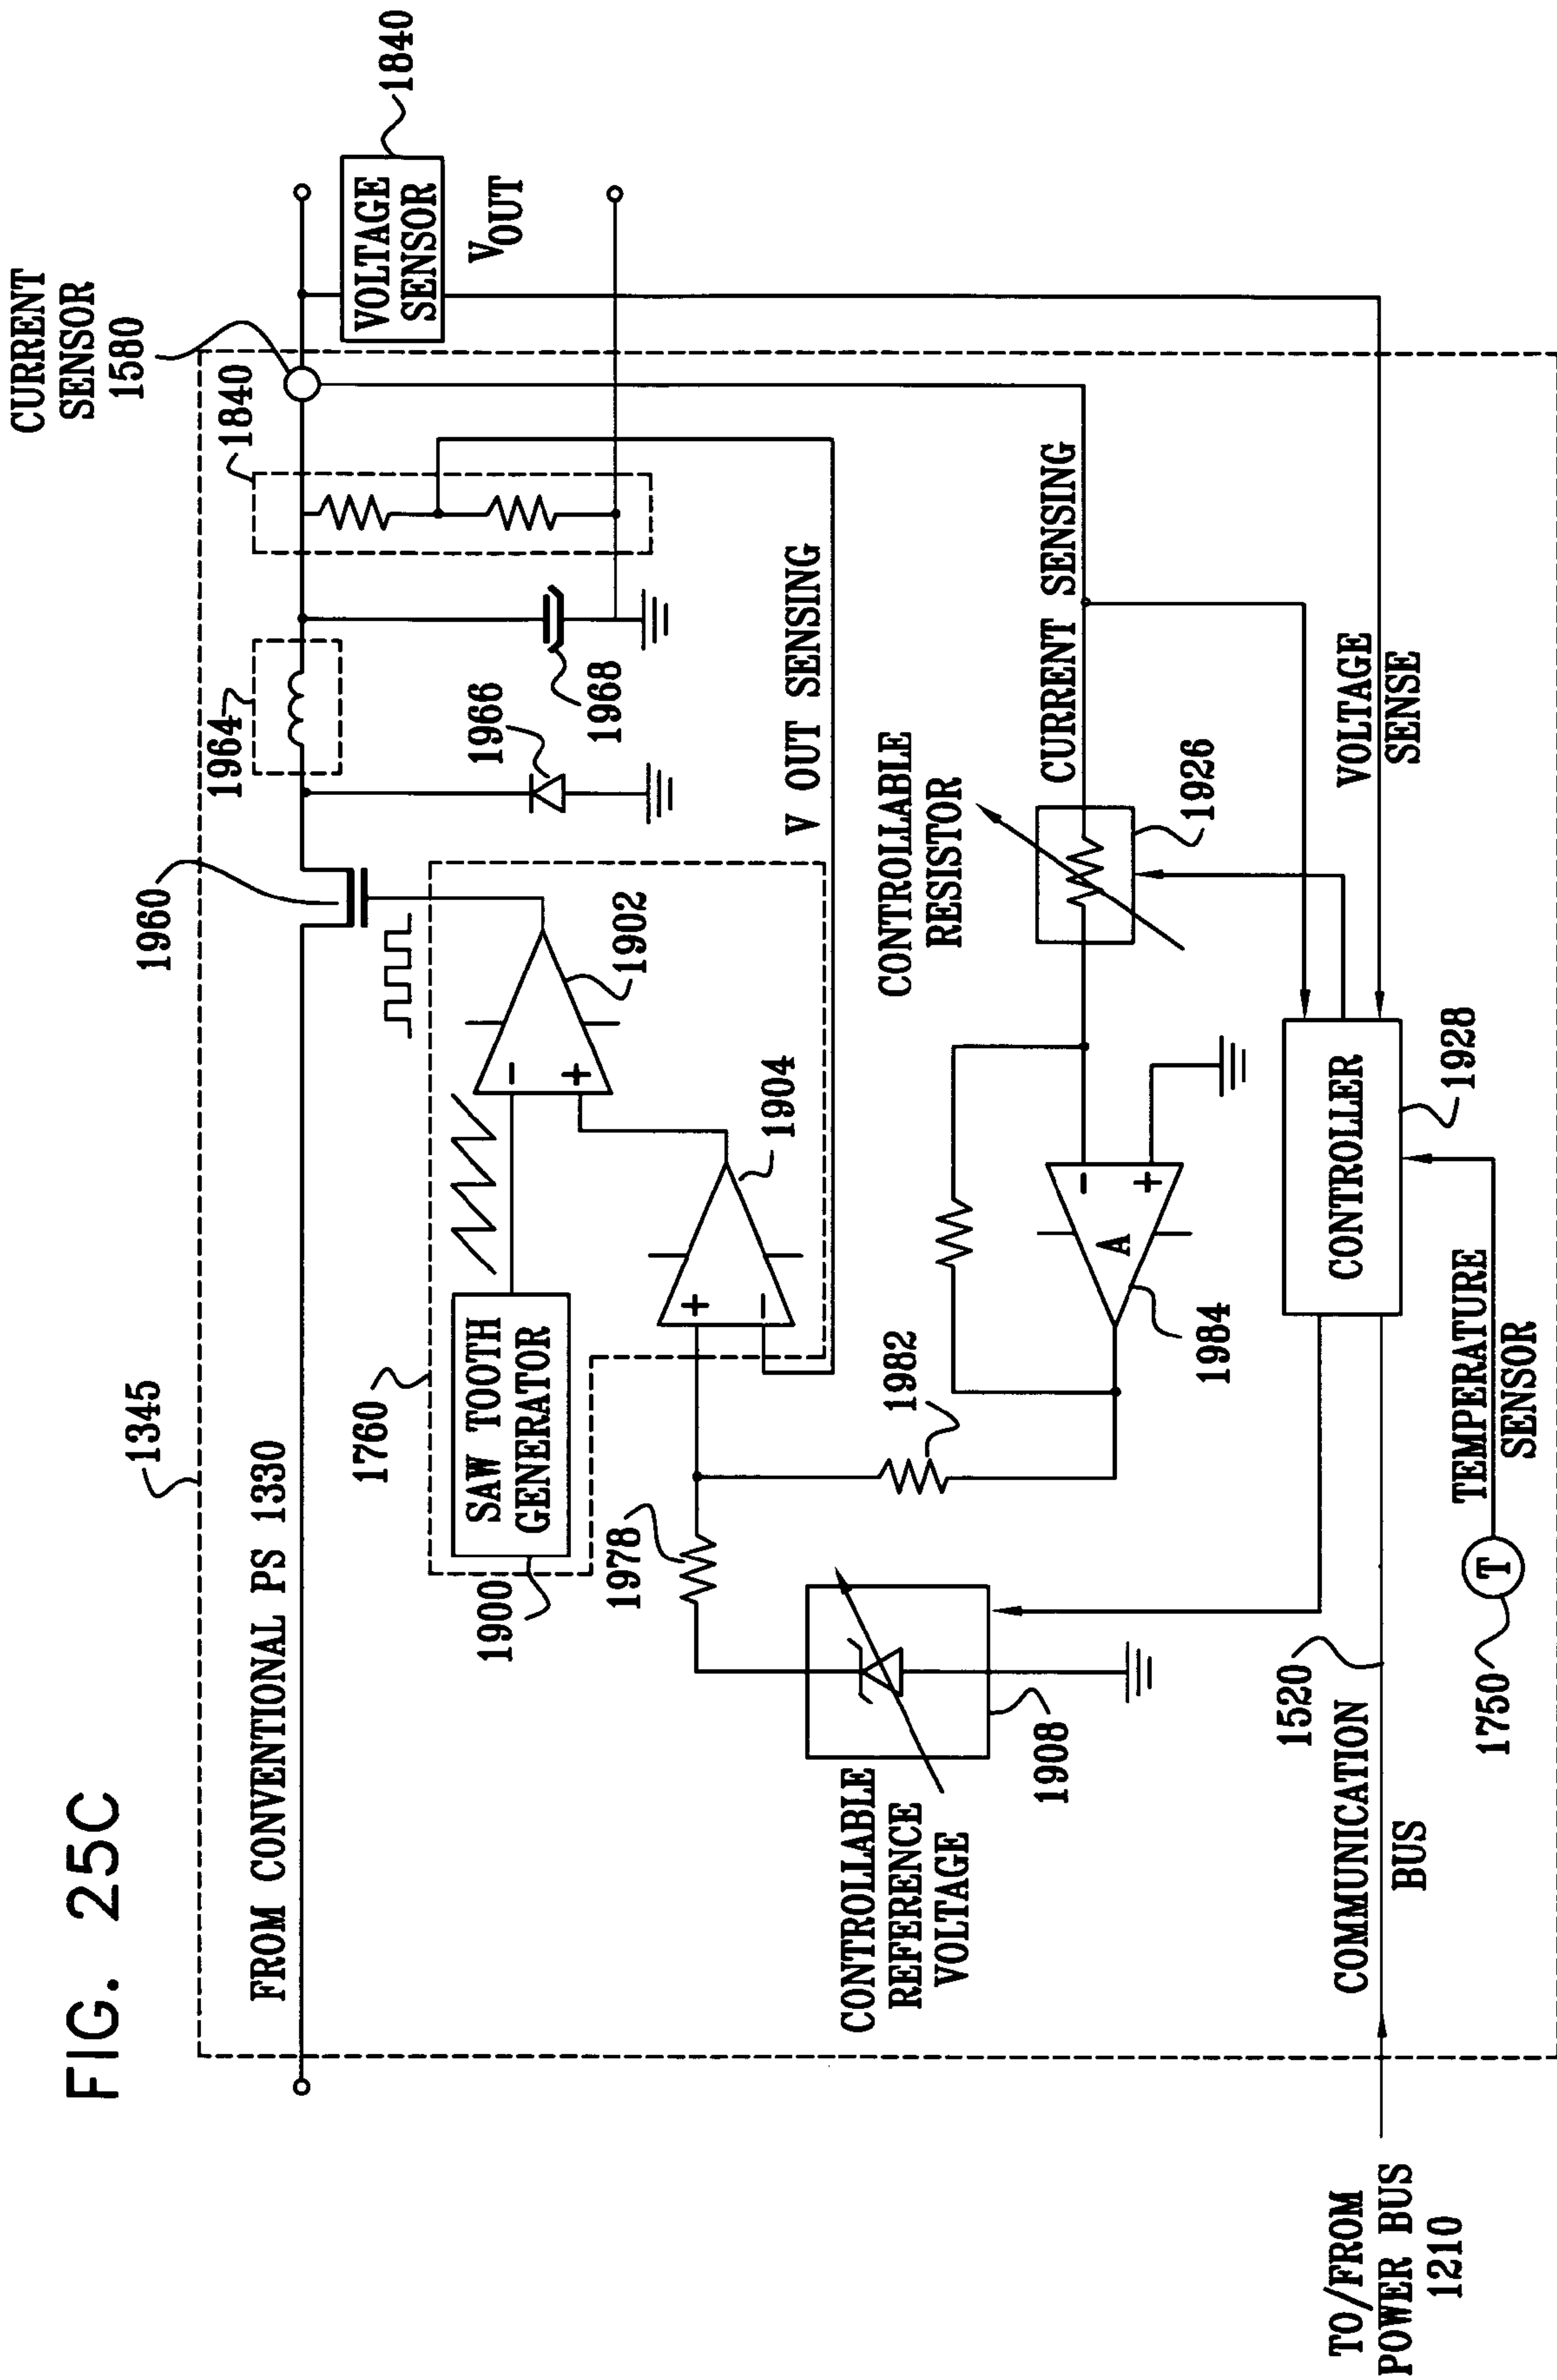 FIG. 25C
1345
FROM CONVENTIONAL PS 1330
1960
1964
1840
CURRENT
SENSOR
1580
1840
VOLTAGE
SENSOR
VOUT
1760
SAW TOOTH
GENERATOR
1900
-
+
1902
+
-
1904
1966
1968
V OUT SENSING
1978
1982
CONTROLLABLE
REFERENCE
VOLTAGE
1908
CONTROLLABLE
RESISTOR
1926
CURRENT SENSING
-
+
A
1984
CONTROLLER
1928
VOLTAGE
SENSE
1520
COMMUNICATION
BUS
TO/FROM
POWER BUS
1210
TEMPERATURE
SENSOR
T
1750